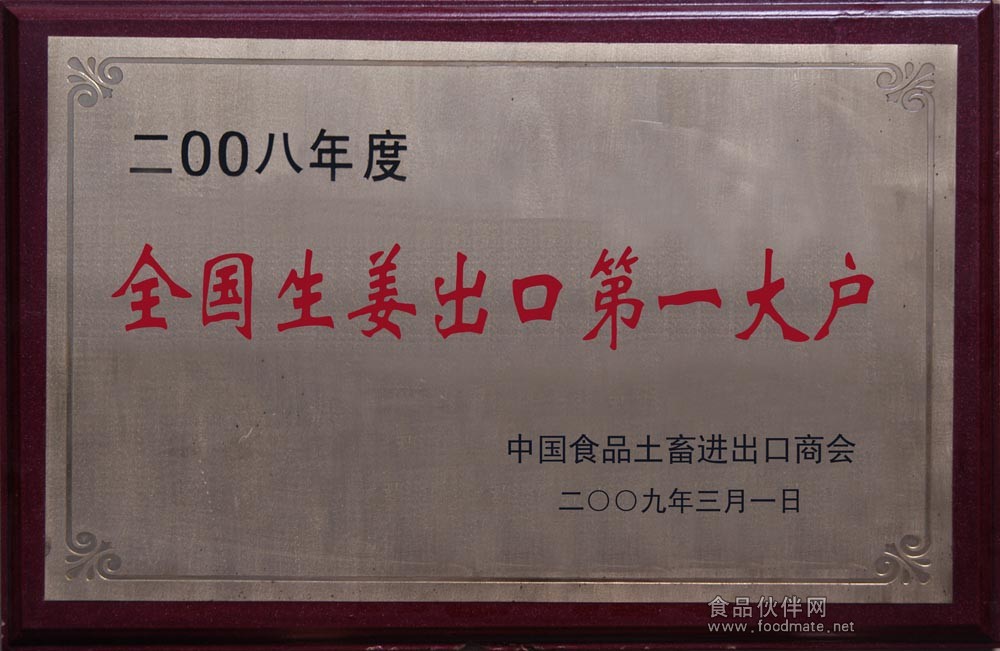 二00八年度
全国生姜出口第一大户
中国食品土畜进出口商会
二〇〇九年三月一日
食品伙伴网
www.foodmate.net